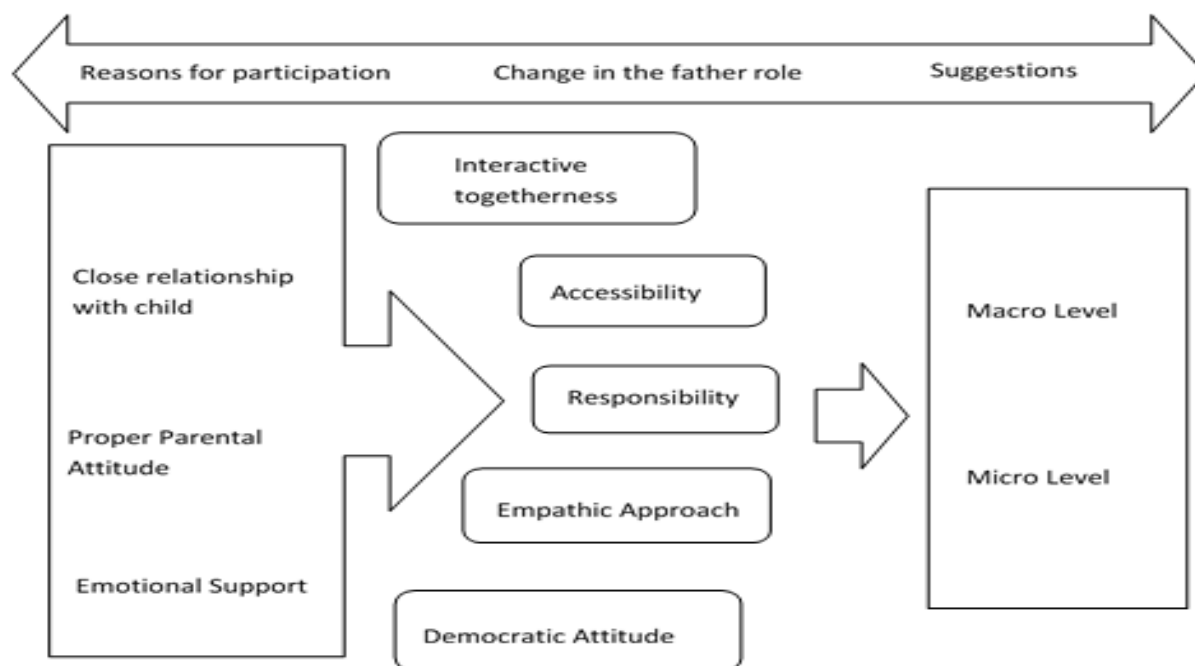 Reasons for participation
Change in the father role
Suggestions
Close relationship
with child
Proper Parental
Attitude
Emotional Support
Interactive
togetherness
Accessibility
Responsibility
Empathic Approach
Democratic Attitude
Macro Level
Micro Level